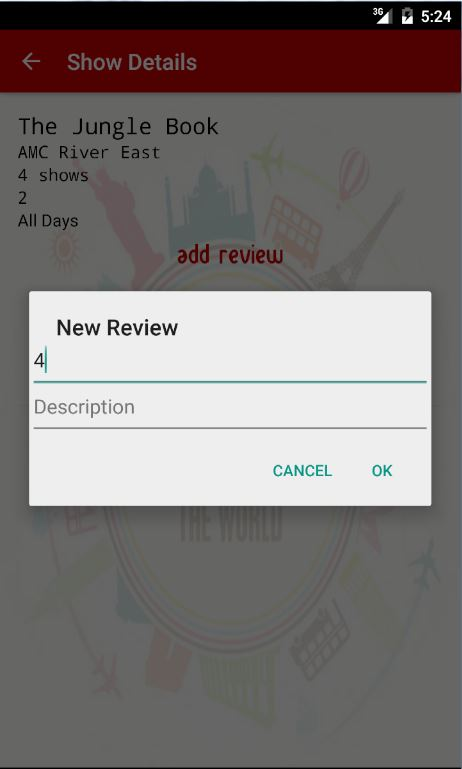 3G 5:24
Show Details
The Jungle Book
AMC River East
4 shows
2
All Days
add review
New Review
4
Description
CANCEL OK
THE WORLD